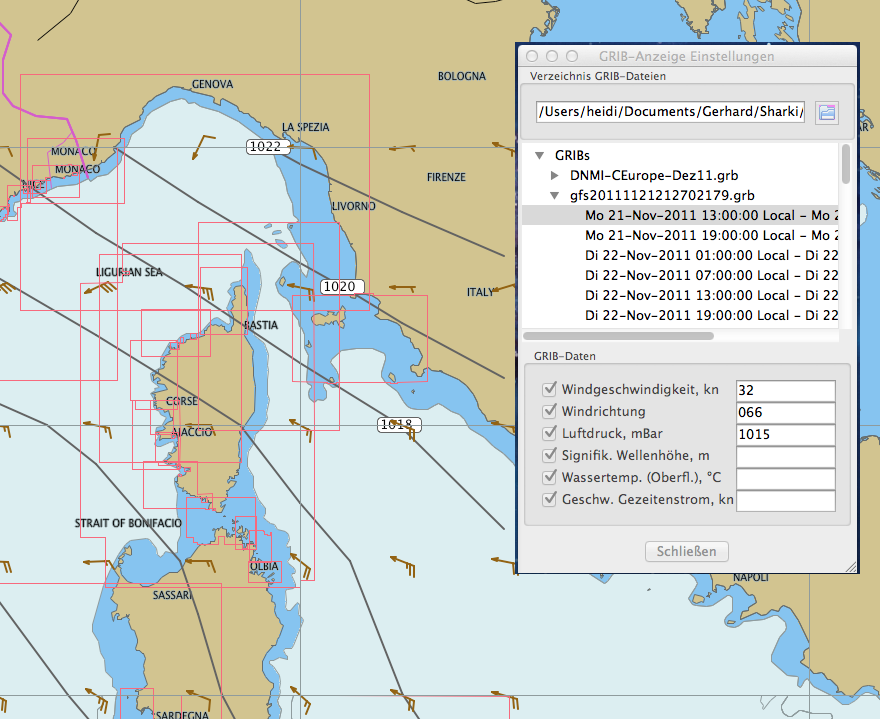 GENOVA
BOLOGNA
LA SPEZIA
1022
MONACO
MONACO
FIRENZE
LIVORNO
LIGURIAN SEA
1020
ITALY
BASTIA
CORSE
1018
AJACCIO
STRAIT OF BONIFACIO
OLBIA
SASSARI
NAPOLI
SARDEGNA
GRIB-Anzeige Einstellungen
Verzeichnis GRIB-Dateien
/Users/heidi/Documents/Gerhard/Sharki/
GRIBs
DNMI-CEurope-Dez11.grb
gfs20111121212702179.grb
Mo 21-Nov-2011 13:00:00 Local - Mo 2
Mo 21-Nov-2011 19:00:00 Local - Mo 2
Di 22-Nov-2011 01:00:00 Local - Di 22
Di 22-Nov-2011 07:00:00 Local - Di 22
Di 22-Nov-2011 13:00:00 Local - Di 22
Di 22-Nov-2011 19:00:00 Local - Di 22
GRIB-Daten
Windgeschwindigkeit, kn 32
Windrichtung 066
Luftdruck, mBar 1015
Signifik. Wellenhöhe, m
Wassertemp. (Oberfl.), °C
Geschw. Gezeitenstrom, kn
Schließen